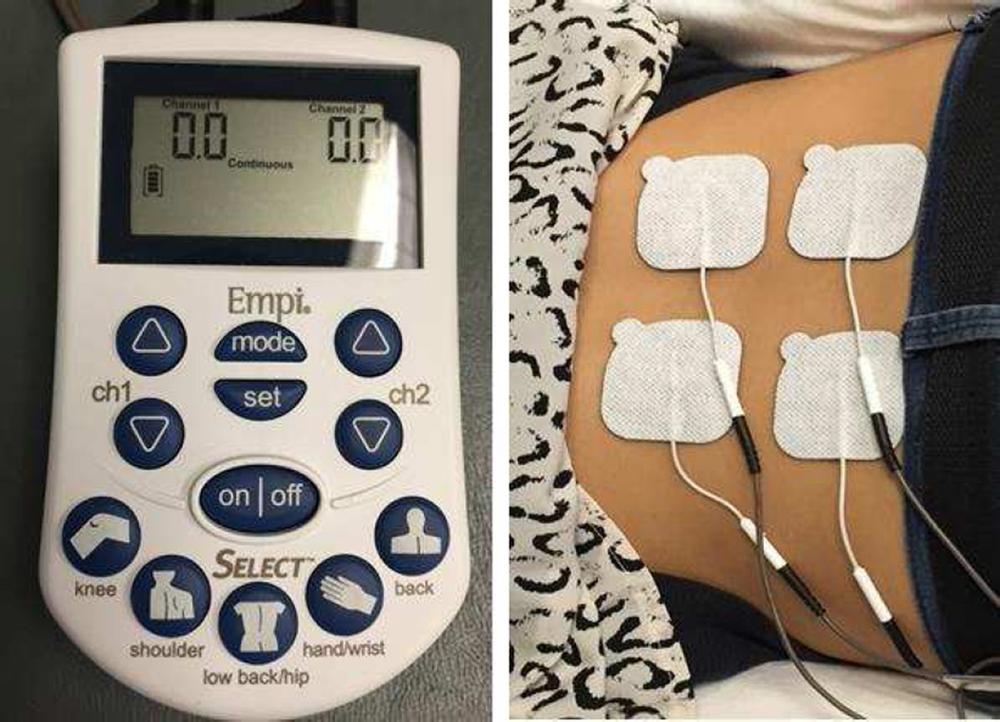 Channel 1 Channel 2
0.0 0.0
Continuous
Empi.
mode
ch1 set ch2
on | off
SELECT™
knee back
shoulder hand/wrist
low back/hip